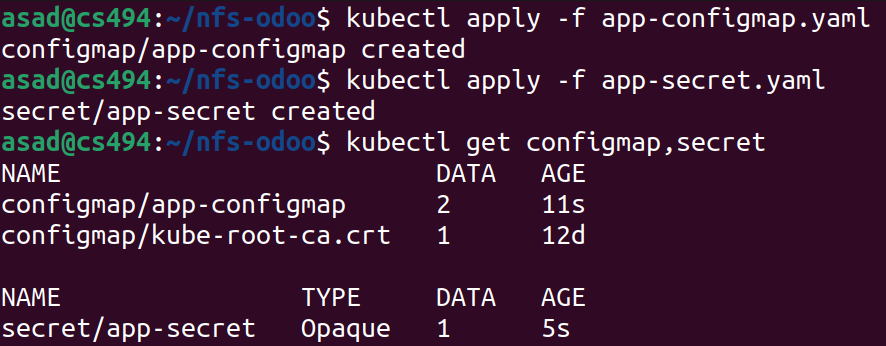 asad@cs494:~/nfs-odoo$ kubectl apply -f app-configmap.yaml
configmap/app-configmap created
asad@cs494:~/nfs-odoo$ kubectl apply -f app-secret.yaml
secret/app-secret created
asad@cs494:~/nfs-odoo$ kubectl get configmap,secret
NAME                         DATA   AGE
configmap/app-configmap      2      11s
configmap/kube-root-ca.crt   1      12d

NAME                TYPE     DATA   AGE
secret/app-secret   Opaque   1      5s